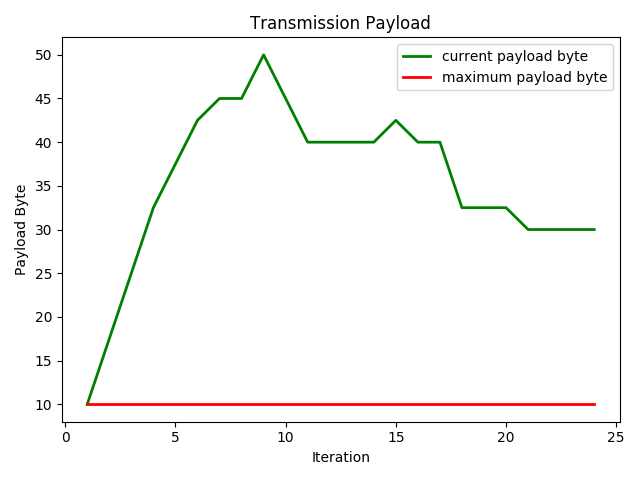 Transmission Payload
current payload byte
maximum payload byte
Payload Byte
50
45
40
35
30
25
20
15
10
0 5 10 15 20 25
Iteration